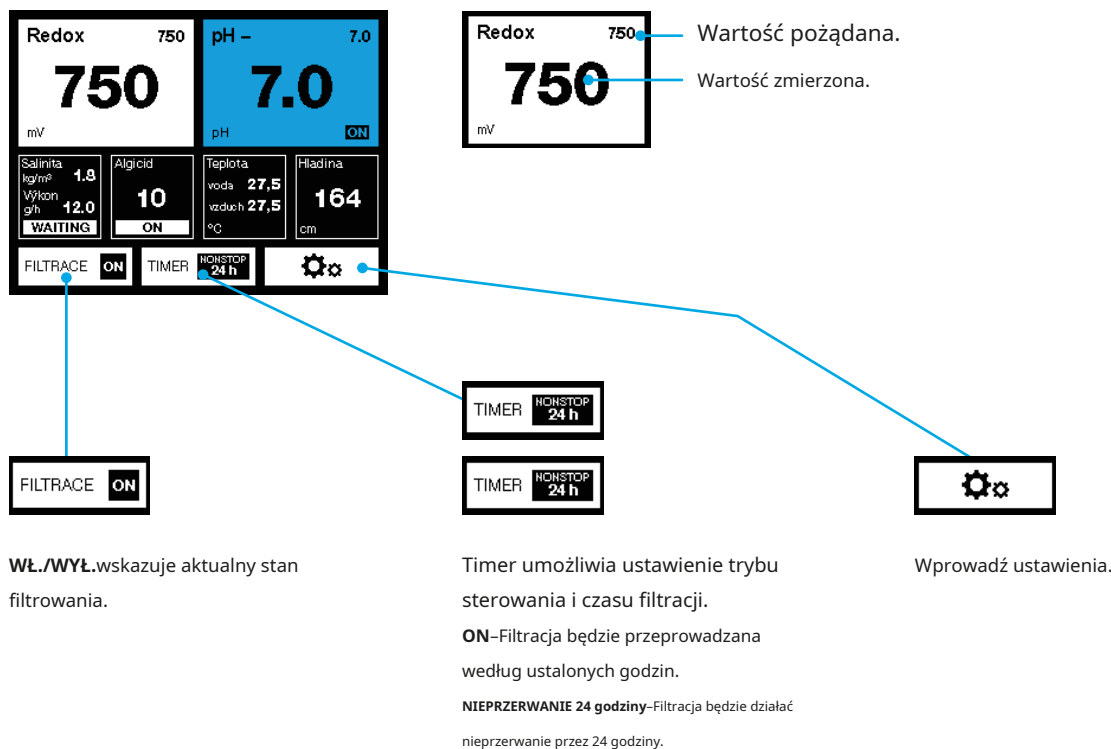 Redox 750
750
mV
pH – 7.0
7.0
pH ON
Salinita
kg/m³ 1.8
Výkon
g/h 12.0
WAITING
Algicid
10
ON
Teplota
voda 27,5
vzduch 27,5
°C
Hladina
164
cm
FILTRACE ON
TIMER NONSTOP 24 h
Redox 750
750
mV
Wartość pożądana.
Wartość zmierzona.
TIMER NONSTOP 24 h
FILTRACE ON
TIMER NONSTOP 24 h
WŁ./WYŁ.wskazuje aktualny stan
filtrowania.
Timer umożliwia ustawienie trybu
sterowania i czasu filtracji.
ON–Filtracja będzie przeprowadzana
według ustalonych godzin.
NIEPRZERWANIE 24 godziny–Filtracja będzie działać
nieprzerwanie przez 24 godziny.
Wprowadź ustawienia.